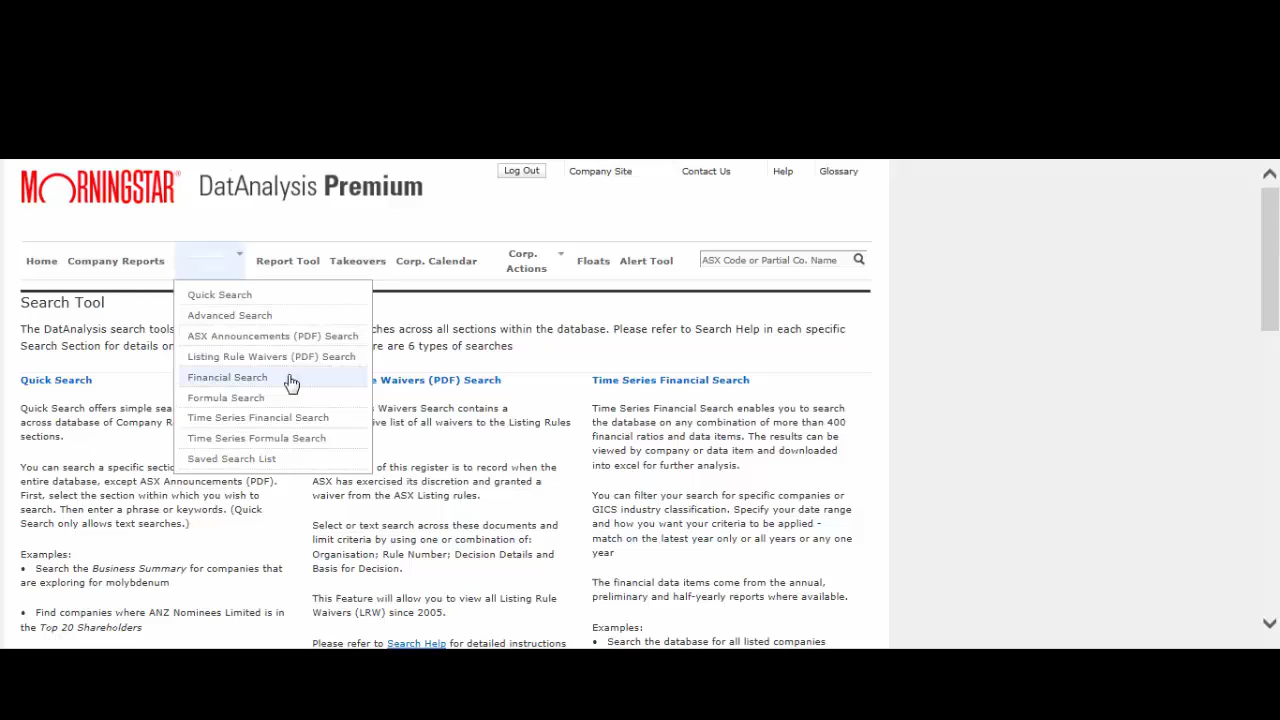 MORNINGSTAR® DatAnalysis Premium
Log Out
Company Site
Contact Us
Help
Glossary
Home
Company Reports
Report Tool
Takeovers
Corp. Calendar
Corp.
Actions
Floats
Alert Tool
ASX Code or Partial Co. Name
Quick Search
Advanced Search
ASX Announcements (PDF) Search
Listing Rule Waivers (PDF) Search
Financial Search
Formula Search
Time Series Financial Search
Time Series Formula Search
Saved Search List
Search Tool
The DatAnalysis search tools ches across all sections within the database. Please refer to Search Help in each specific
Search Section for details on re are 6 types of searches
Quick Search
Quick Search offers simple sea
across database of Company R
sections.
You can search a specific sectio
entire database, except ASX Announcements (PDF).
First, select the section within which you wish to
search. Then enter a phrase or keywords. (Quick
Search only allows text searches.)
Examples:
• Search the Business Summary for companies that
are exploring for molybdenum
• Find companies where ANZ Nominees Limited is in
the Top 20 Shareholders
e Waivers (PDF) Search
s Waivers Search contains a
ive list of all waivers to the Listing Rules
of this register is to record when the
ASX has exercised its discretion and granted a
waiver from the ASX Listing rules.
Select or text search across these documents and
limit criteria by using one or combination of:
Organisation; Rule Number; Decision Details and
Basis for Decision.
This Feature will allow you to view all Listing Rule
Waivers (LRW) since 2005.
Please refer to Search Help for detailed instructions
Time Series Financial Search
Time Series Financial Search enables you to search
the database on any combination of more than 400
financial ratios and data items. The results can be
viewed by company or data item and downloaded
into excel for further analysis.
You can filter your search for specific companies or
GICS industry classification. Specify your date range
and how you want your criteria to be applied -
match on the latest year only or all years or any one
year
The financial data items come from the annual,
preliminary and half-yearly reports where available.
Examples:
• Search the database for all listed companies